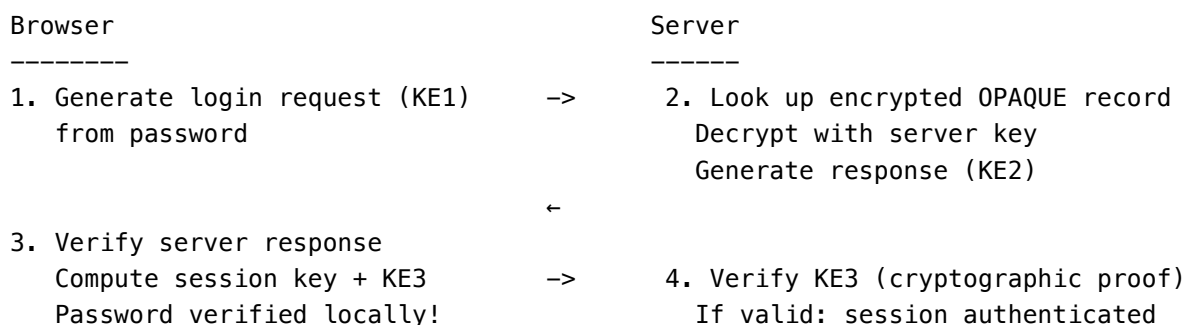 Browser Server
-------- ------
1. Generate login request (KE1) -> 2. Look up encrypted OPAQUE record
from password Decrypt with server key
Generate response (KE2)
←
3. Verify server response
Compute session key + KE3 -> 4. Verify KE3 (cryptographic proof)
Password verified locally! If valid: session authenticated